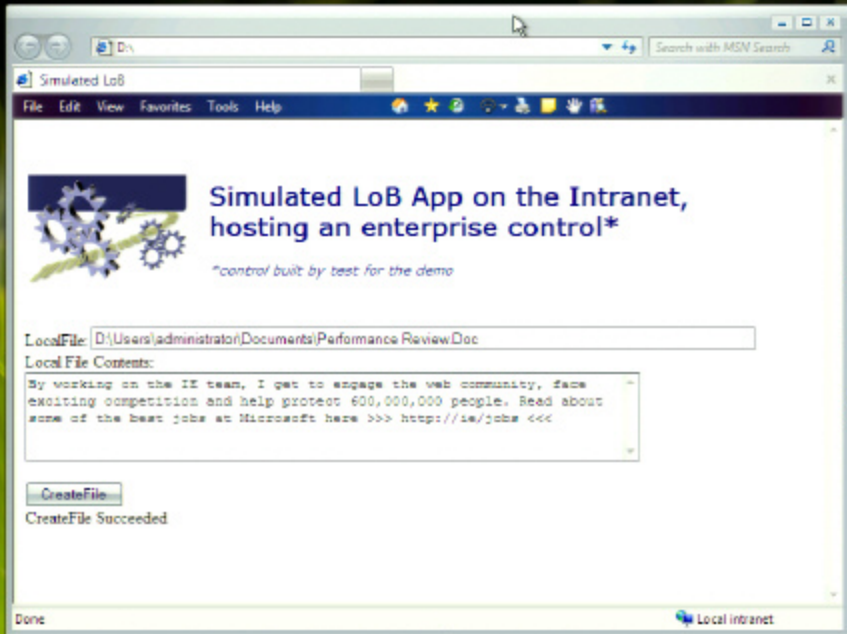 D:\
Search with MSN Search
Simulated LoB
File Edit View Favorites Tools Help
Simulated LoB App on the Intranet,
hosting an enterprise control*
*control built by test for the demo
LocalFile: D:\Users\administrator\Documents\Performance Review.Doc
Local File Contents:
By working on the IE team, I get to engage the web community, face
exciting competition and help protect 600,000,000 people. Read about
some of the best jobs at Microsoft here >>> http://ie/jobs <<<
CreateFile
CreateFile Succeeded
Done
Local intranet